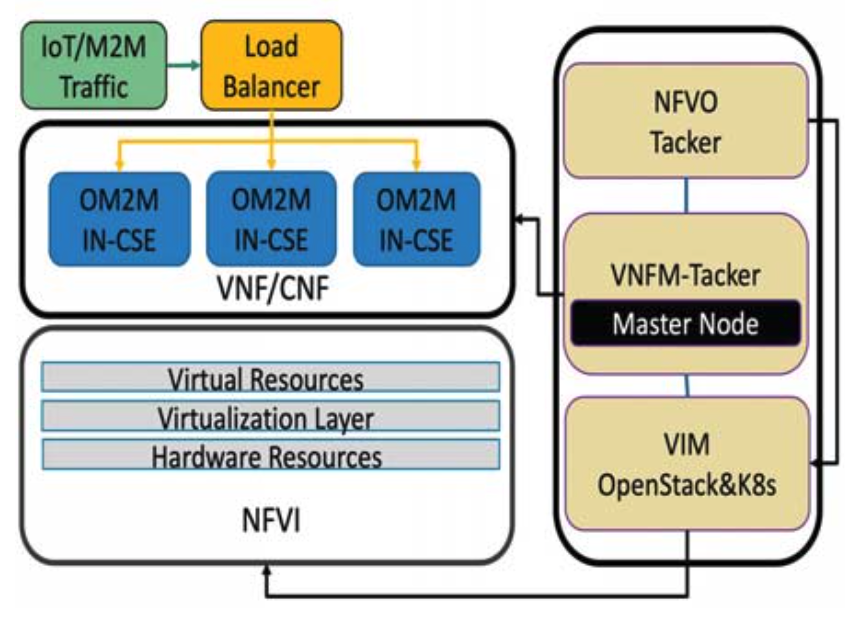 IoT/M2M
Traffic
Load
Balancer
OM2M
IN-CSE
OM2M
IN-CSE
OM2M
IN-CSE
VNF/CNF
Virtual Resources
Virtualization Layer
Hardware Resources
NFVI
NFVO
Tacker
VNFM-Tacker
Master Node
VIM
OpenStack&K8s